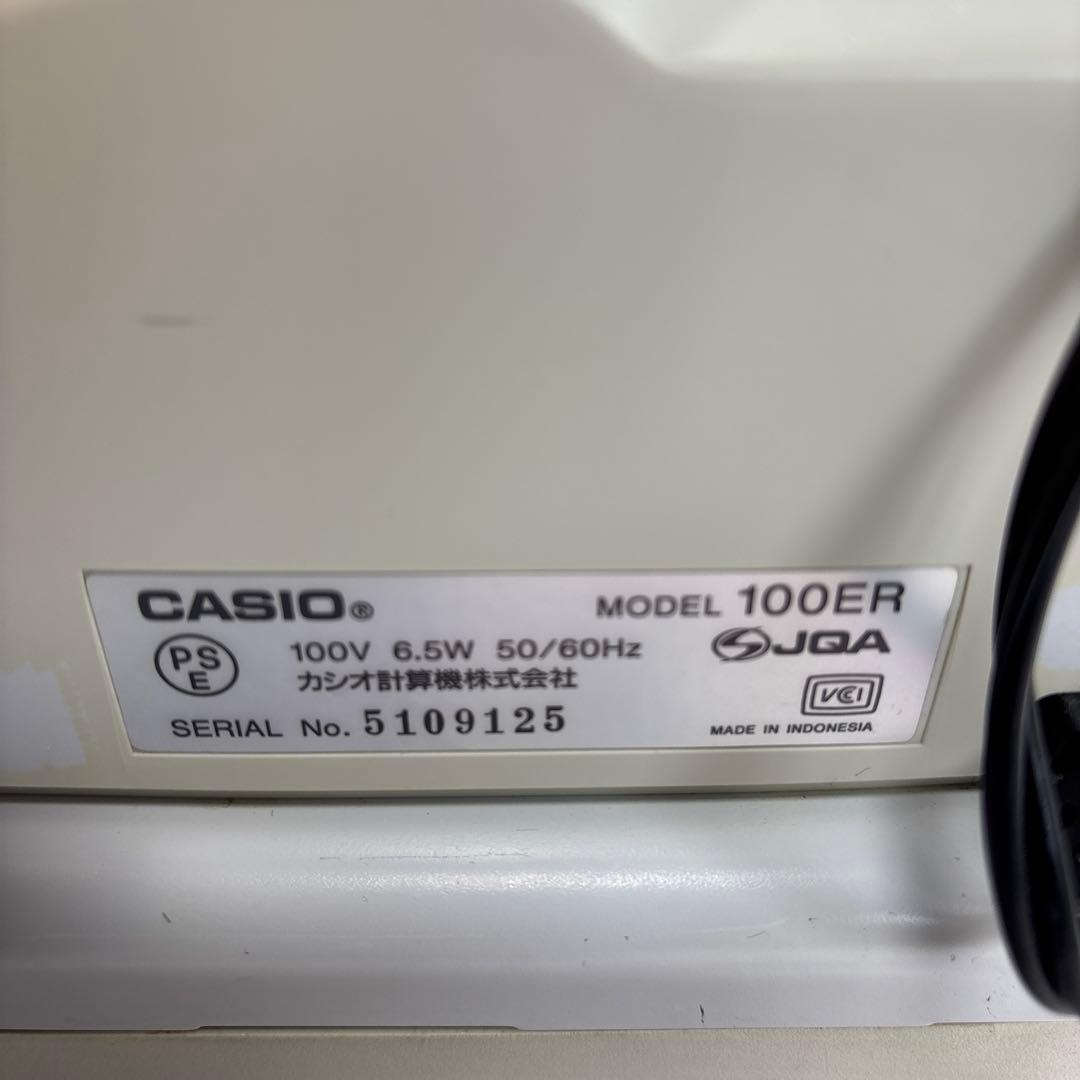 CASIO®
MODEL 100ER
PS
E
100V 6.5W 50/60Hz
JQA
カシオ計算機株式会社
VCI
SERIAL No. 5109125
MADE IN INDONESIA